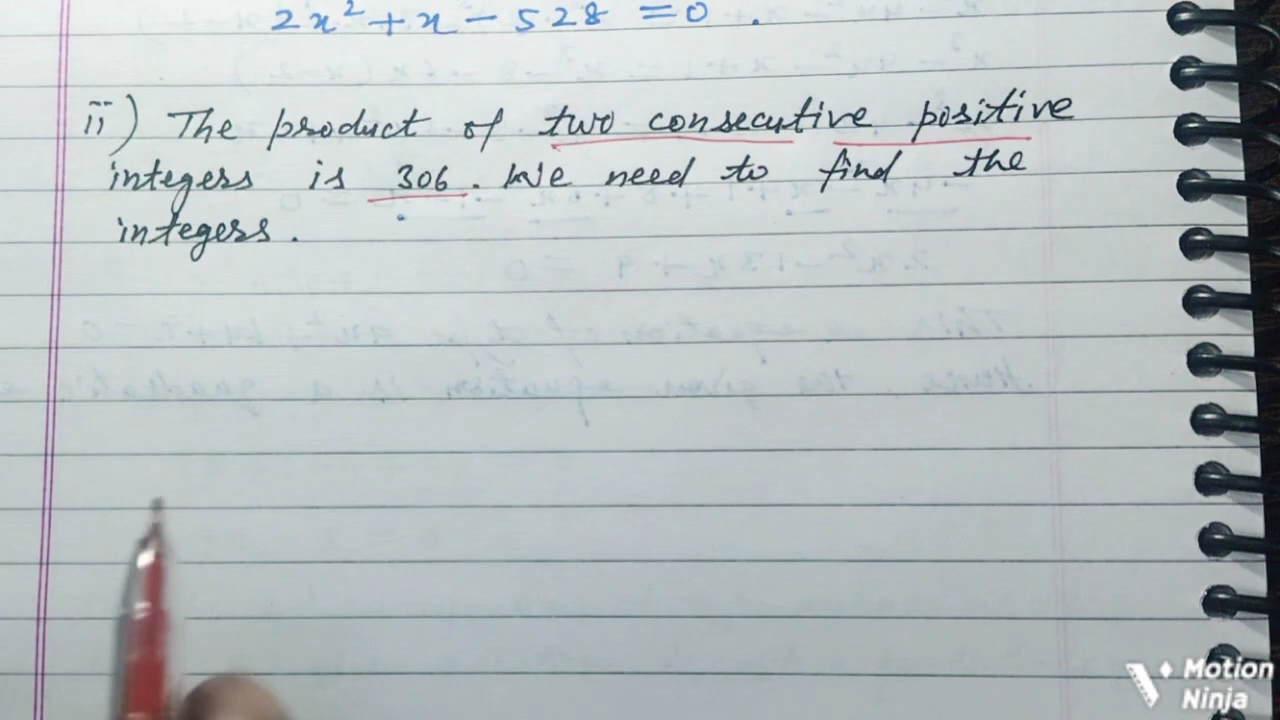 2x² + x - 528 = 0 .
ii) The product of two consecutive positive
integers is 306 . We need to find the
integers .
Motion
Ninja